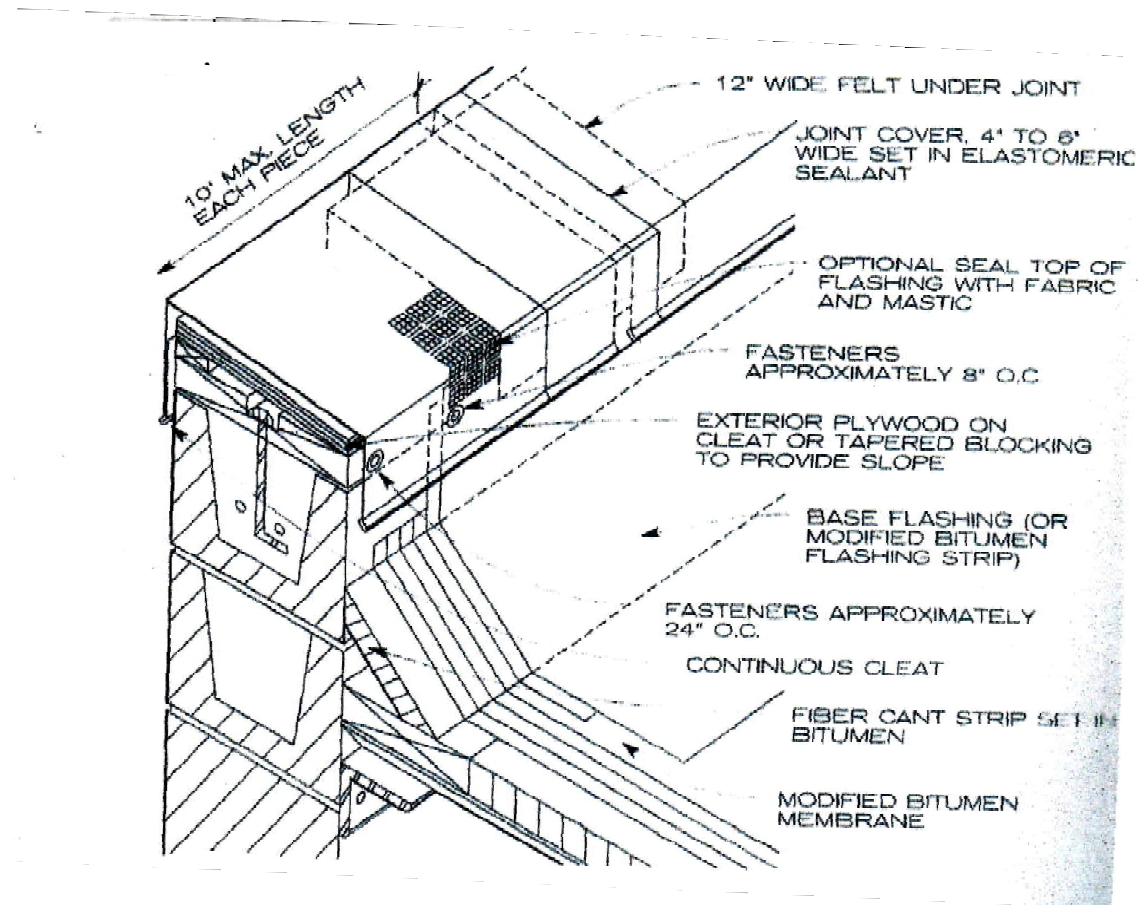 10' MAX. LENGTH
EACH PIECE
12" WIDE FELT UNDER JOINT
JOINT COVER, 4" TO 6"
WIDE SET IN ELASTOMERIC
SEALANT
OPTIONAL SEAL TOP OF
FLASHING WITH FABRIC
AND MASTIC
FASTENERS
APPROXIMATELY 8" O.C
EXTERIOR PLYWOOD ON
CLEAT OR TAPERED BLOCKING
TO PROVIDE SLOPE
BASE FLASHING (OR
MODIFIED BITUMEN
FLASHING STRIP)
FASTENERS APPROXIMATELY
24" O.C.
CONTINUOUS CLEAT
FIBER CANT STRIP SET IN
BITUMEN
MODIFIED BITUMEN
MEMBRANE